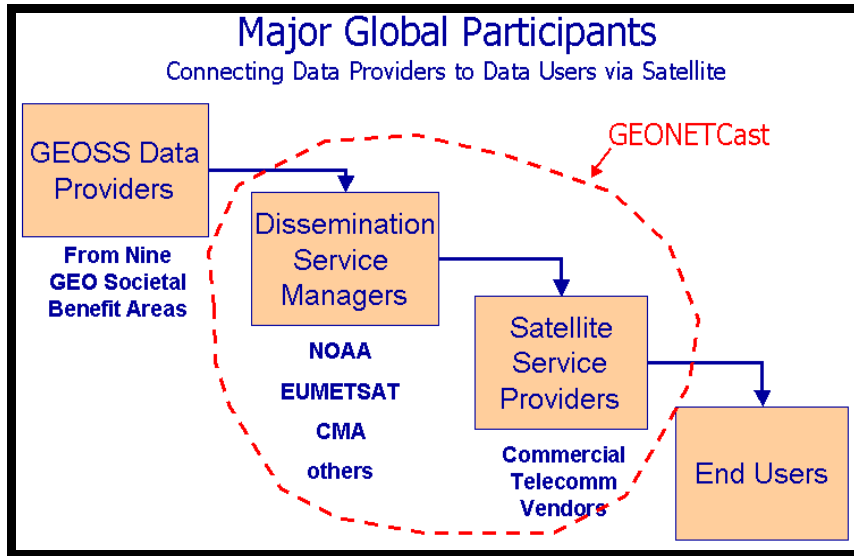 Major Global Participants
Connecting Data Providers to Data Users via Satellite
GEONETCast
GEOSS Data
Providers
From Nine
GEO Societal
Benefit Areas
Dissemination
Service
Managers
NOAA
EUMETSAT
CMA
others
Satellite
Service
Providers
Commercial
Telecomm
Vendors
End Users